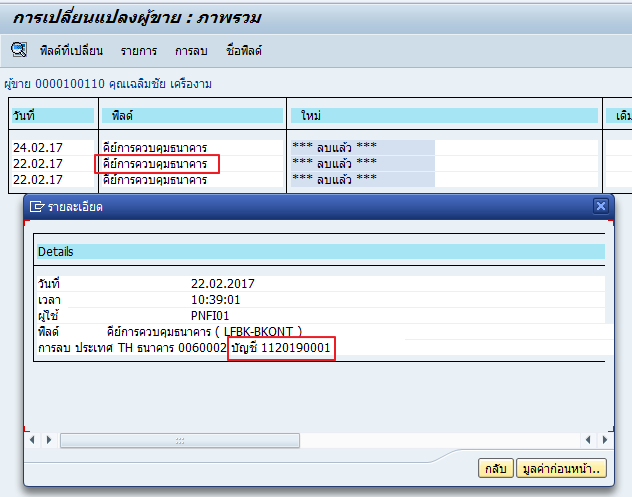 การเปลี่ยนแปลงผู้ขาย : ภาพรวม
ฟิลด์ที่เปลี่ยน รายการ การลบ ชื่อฟิลด์
ผู้ขาย 0000100110 คุณเฉลิมชัย เครืองาม
วันที่ ฟิลด์ ใหม่ เดิม
24.02.17 คีย์การควบคุมธนาคาร *** ลบแล้ว ***
22.02.17 คีย์การควบคุมธนาคาร *** ลบแล้ว ***
22.02.17 คีย์การควบคุมธนาคาร *** ลบแล้ว ***
รายละเอียด
Details
วันที่ 22.02.2017
เวลา 10:39:01
ผู้ใช้ PNFI01
ฟิลด์ คีย์การควบคุมธนาคาร ( LFBK-BKONT )
การลบ ประเทศ TH ธนาคาร 0060002 บัญชี 1120190001
กลับ มูลค่าก่อนหน้า..